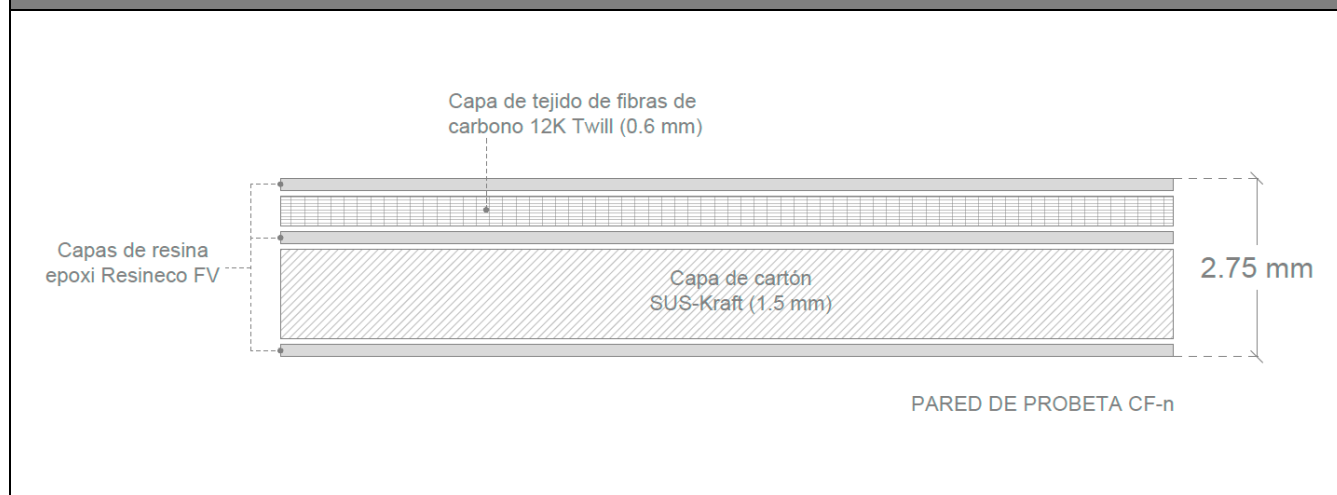 Capa de tejido de fibras de
carbono 12K Twill (0.6 mm)
Capas de resina
epoxi Resineco FV
Capa de cartón
SUS-Kraft (1.5 mm)
2.75 mm
PARED DE PROBETA CF-n